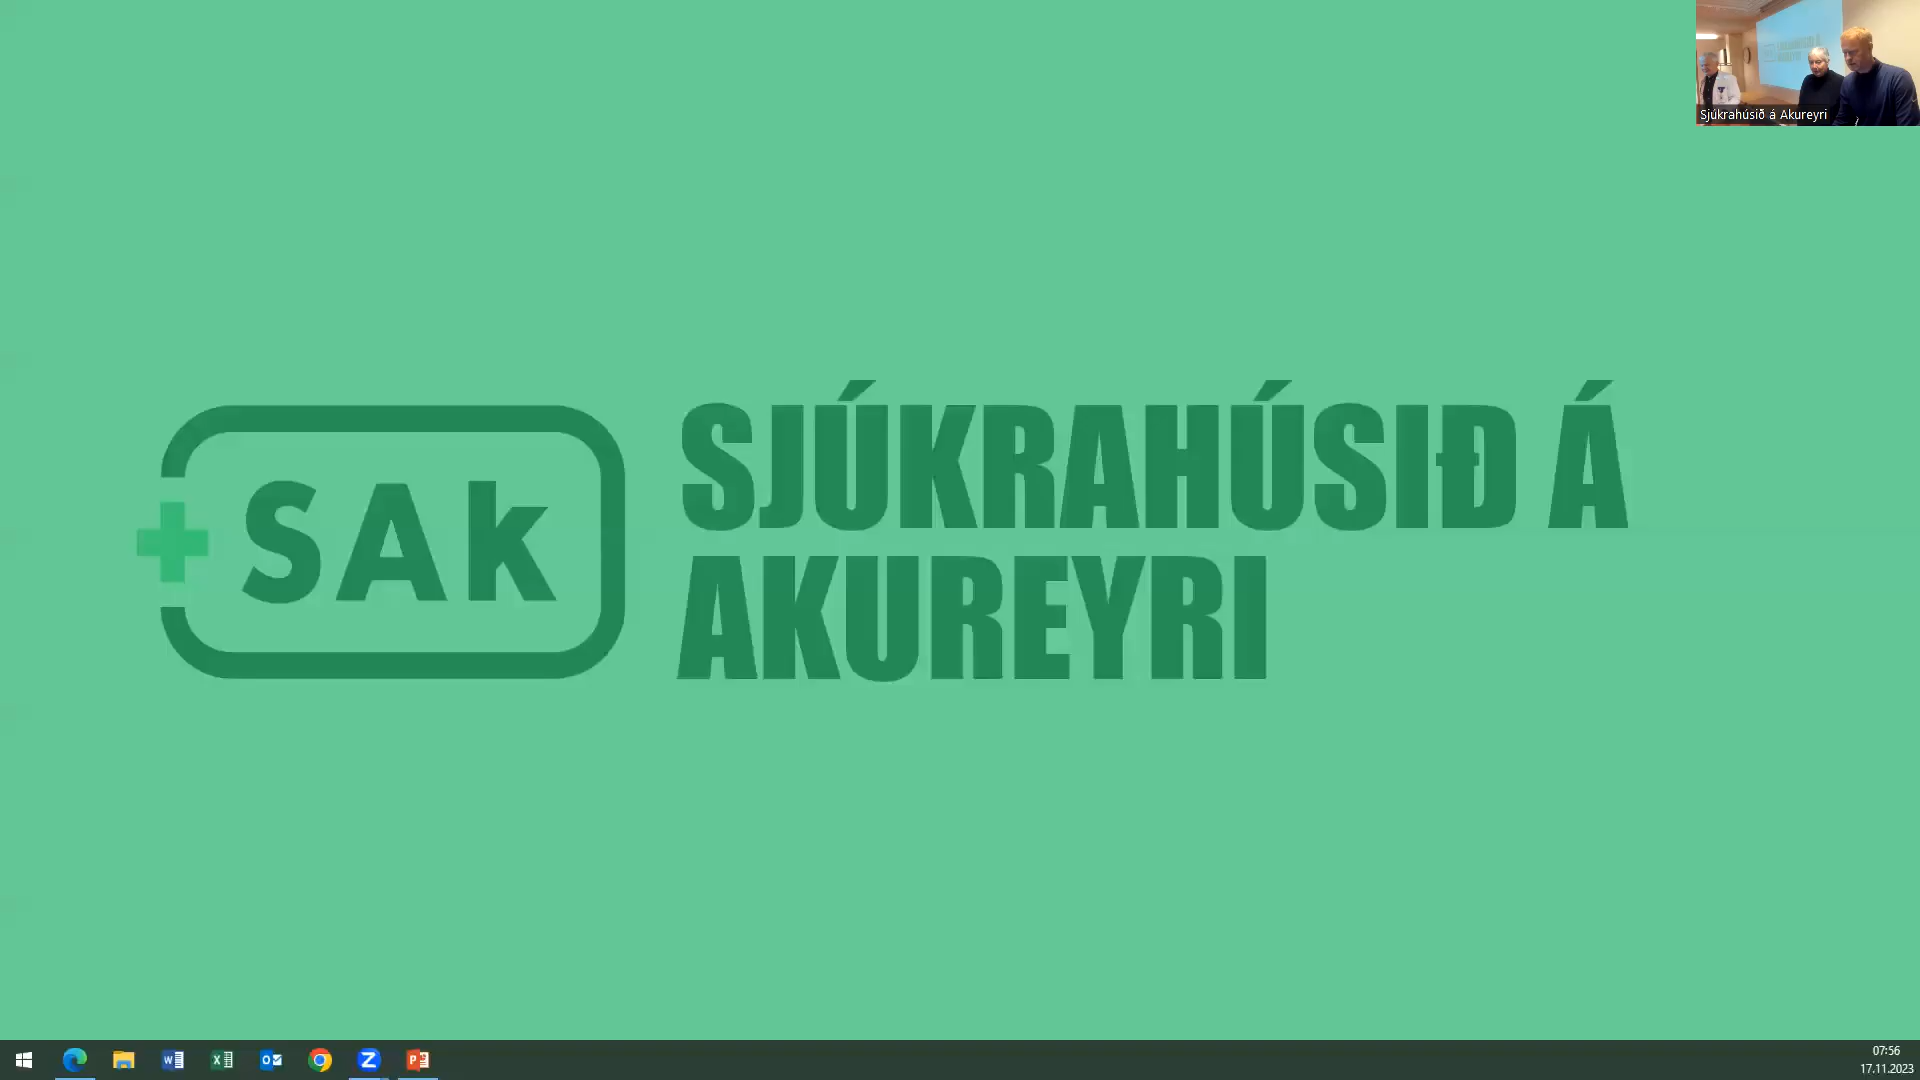 Sjúkrahúsið á Akureyri
SAk
SJÚKRAHÚSIÐ Á
AKUREYRI
07:56
17.11.2023